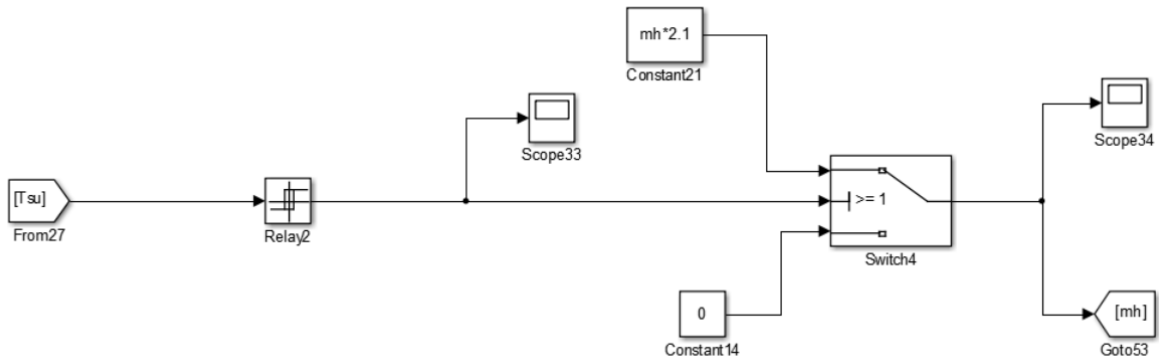 mh*2.1
Constant21
Scope33
Scope34
[Tsu]
From27
Relay2
>= 1
Switch4
0
Constant14
[mh]
Goto53